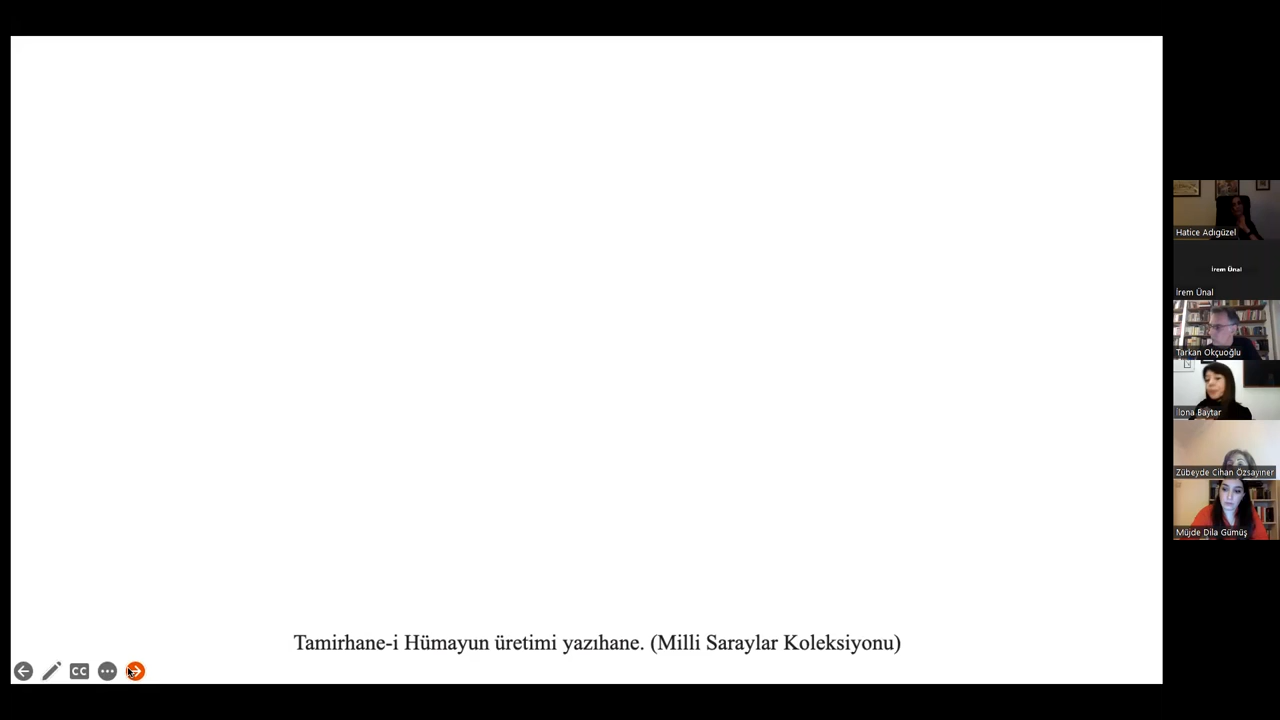 Hatice Adıgüzel
İrem Ünal
İrem Ünal
Tarkan Okçuoğlu
İlona Baytar
Zübeyde Cihan Özsayıner
Müjde Dila Gümüş
Tamirhane-i Hümayun üretimi yazıhane. (Milli Saraylar Koleksiyonu)
CC